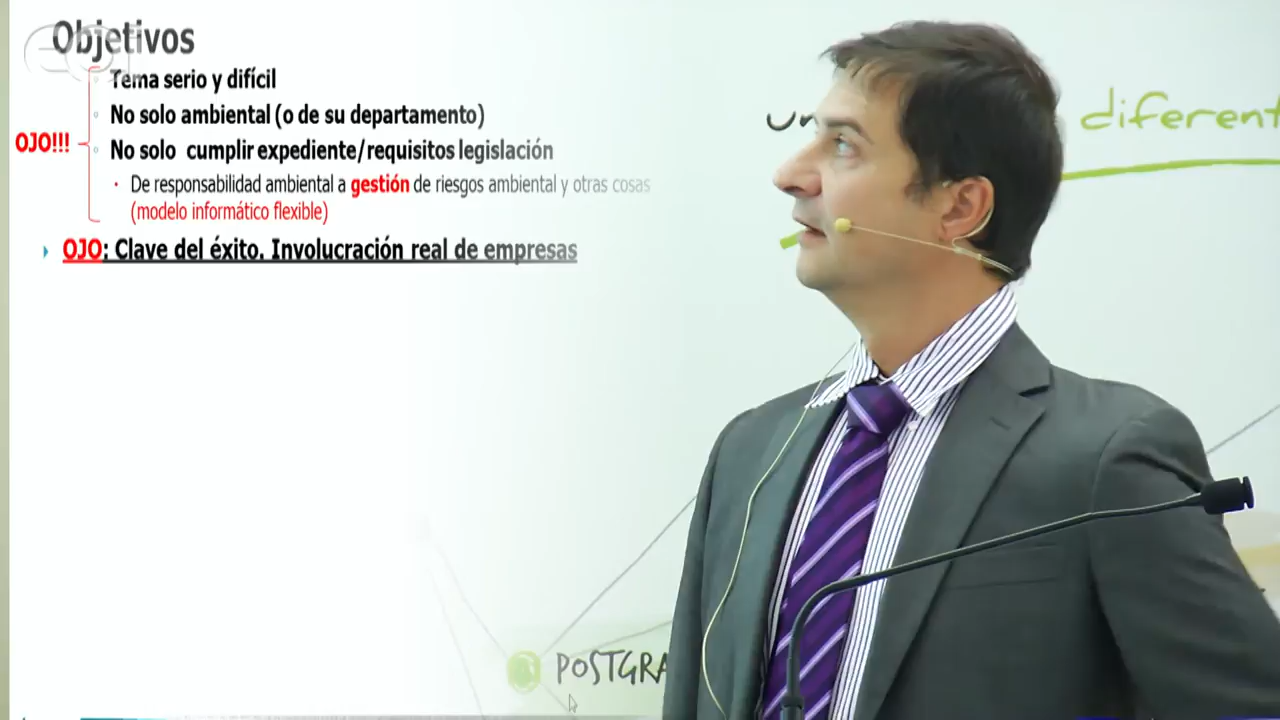 Objetivos
Tema serio y difícil
No solo ambiental (o de su departamento)
OJO!!!
No solo cumplir expediente/requisitos legislación
De responsabilidad ambiental a gestión de riesgos ambiental y otras cosas
(modelo informático flexible)
OJO: Clave del éxito. Involucración real de empresas
un
diferent
POSTGRA